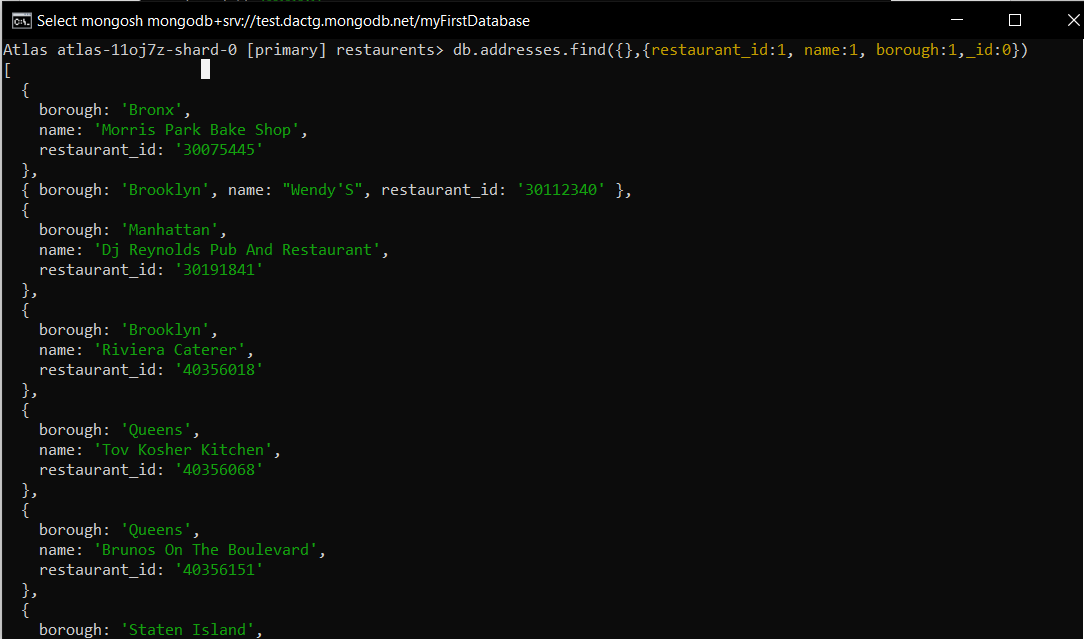 Select mongosh mongodb+srv://test.dactg.mongodb.net/myFirstDatabase
Atlas atlas-11oj7z-shard-0 [primary] restaurents> db.addresses.find({},{restaurant_id:1, name:1, borough:1,_id:0})
[
  {
    borough: 'Bronx',
    name: 'Morris Park Bake Shop',
    restaurant_id: '30075445'
  },
  { borough: 'Brooklyn', name: "Wendy'S", restaurant_id: '30112340' },
  {
    borough: 'Manhattan',
    name: 'Dj Reynolds Pub And Restaurant',
    restaurant_id: '30191841'
  },
  {
    borough: 'Brooklyn',
    name: 'Riviera Caterer',
    restaurant_id: '40356018'
  },
  {
    borough: 'Queens',
    name: 'Tov Kosher Kitchen',
    restaurant_id: '40356068'
  },
  {
    borough: 'Queens',
    name: 'Brunos On The Boulevard',
    restaurant_id: '40356151'
  },
  {
    borough: 'Staten Island',